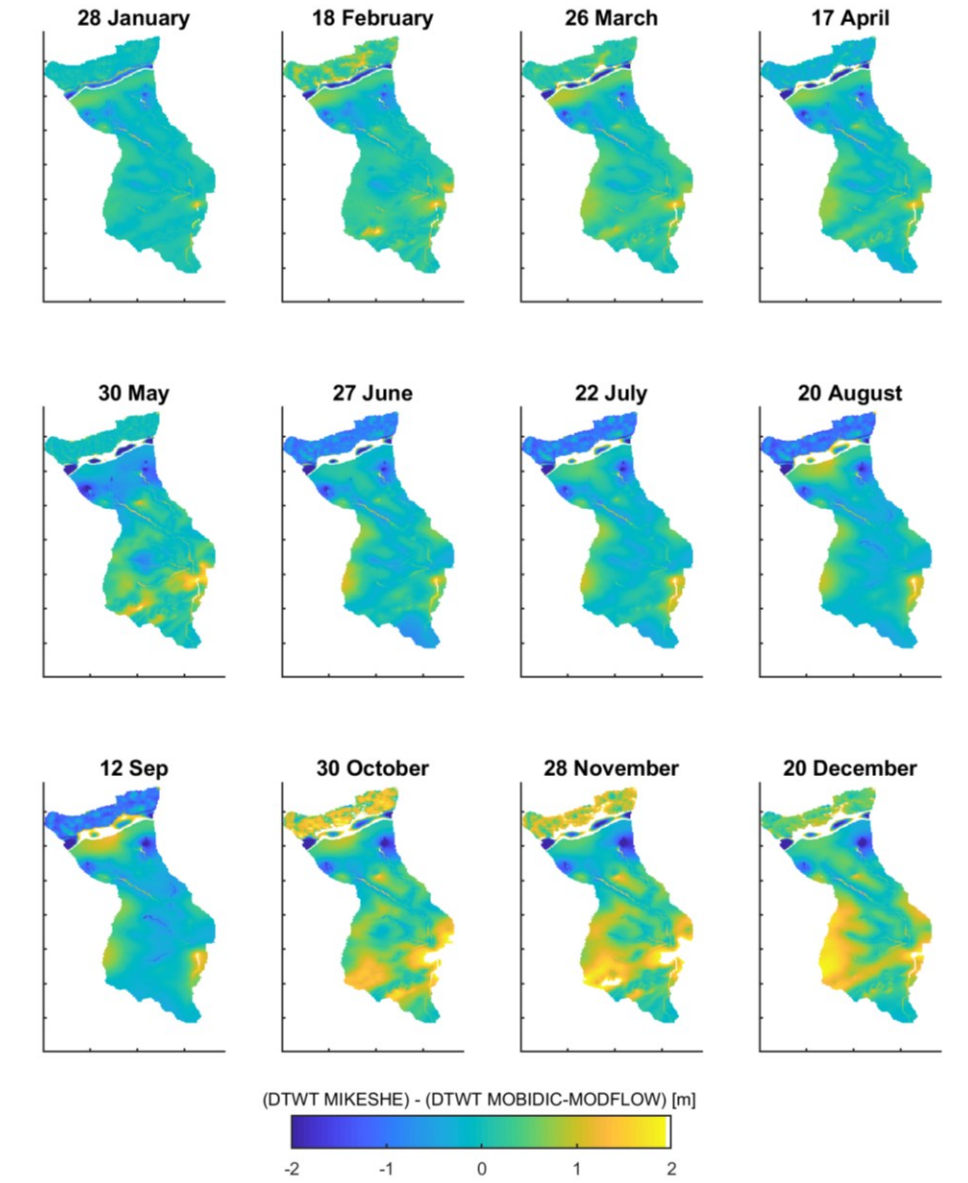 28 January 18 February 26 March 17 April
30 May 27 June 22 July 20 August
12 Sep 30 October 28 November 20 December
(DTWT MIKESHE) - (DTWT MOBIDIC-MODFLOW) [m]
-2 -1 0 1 2